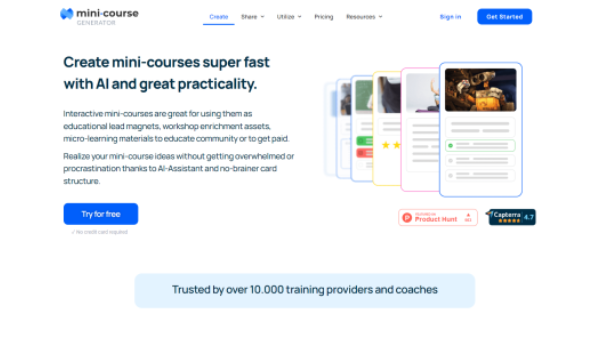 mini-course
GENERATOR
Create Share Utilize Pricing Resources Sign in Get Started
Create mini-courses super fast
with AI and great practicality.
Interactive mini-courses are great for using them as
educational lead magnets, workshop enrichment assets,
micro-learning materials to educate community or to get paid.
Realize your mini-course ideas without getting overwhelmed or
procrastination thanks to AI-Assistant and no-brainer card
structure.
Try for free
✓ No credit card required
Product Hunt
Capterra 4.7
Trusted by over 10.000 training providers and coaches